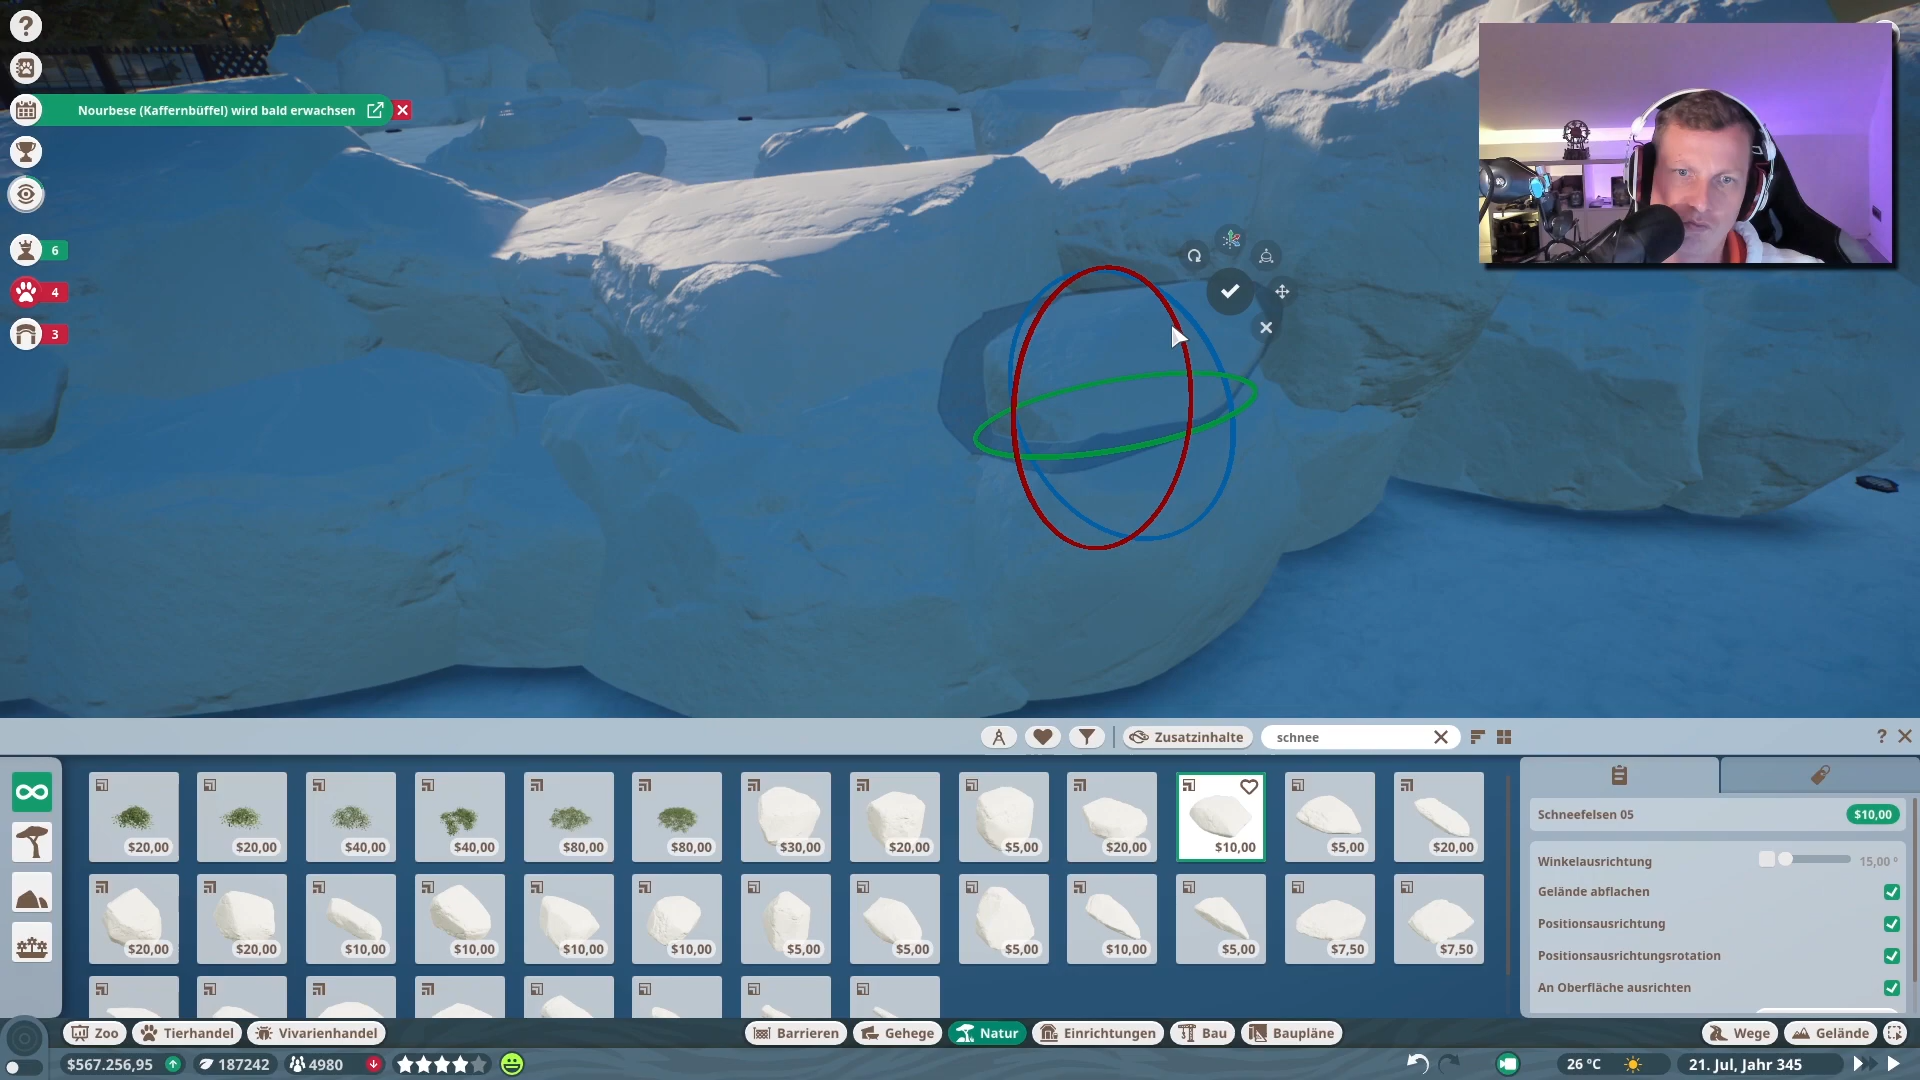 Nourbese (Kaffernbüffel) wird bald erwachsen
6
4
3
Zusatzinhalte
schnee
$20,00
$20,00
$40,00
$40,00
$80,00
$80,00
$30,00
$20,00
$5,00
$20,00
$10,00
$5,00
$20,00
$20,00
$20,00
$10,00
$10,00
$10,00
$10,00
$5,00
$5,00
$5,00
$10,00
$5,00
$7,50
$7,50
Schneefelsen 05
$10,00
Winkelausrichtung
15,00 °
Gelände abflachen
Positionsausrichtung
Positionsausrichtungsrotation
An Oberfläche ausrichten
Zoo
Tierhandel
Vivarienhandel
Barrieren
Gehege
Natur
Einrichtungen
Bau
Baupläne
Wege
Gelände
$567.256,95
187242
4980
26 °C
21. Jul, Jahr 345